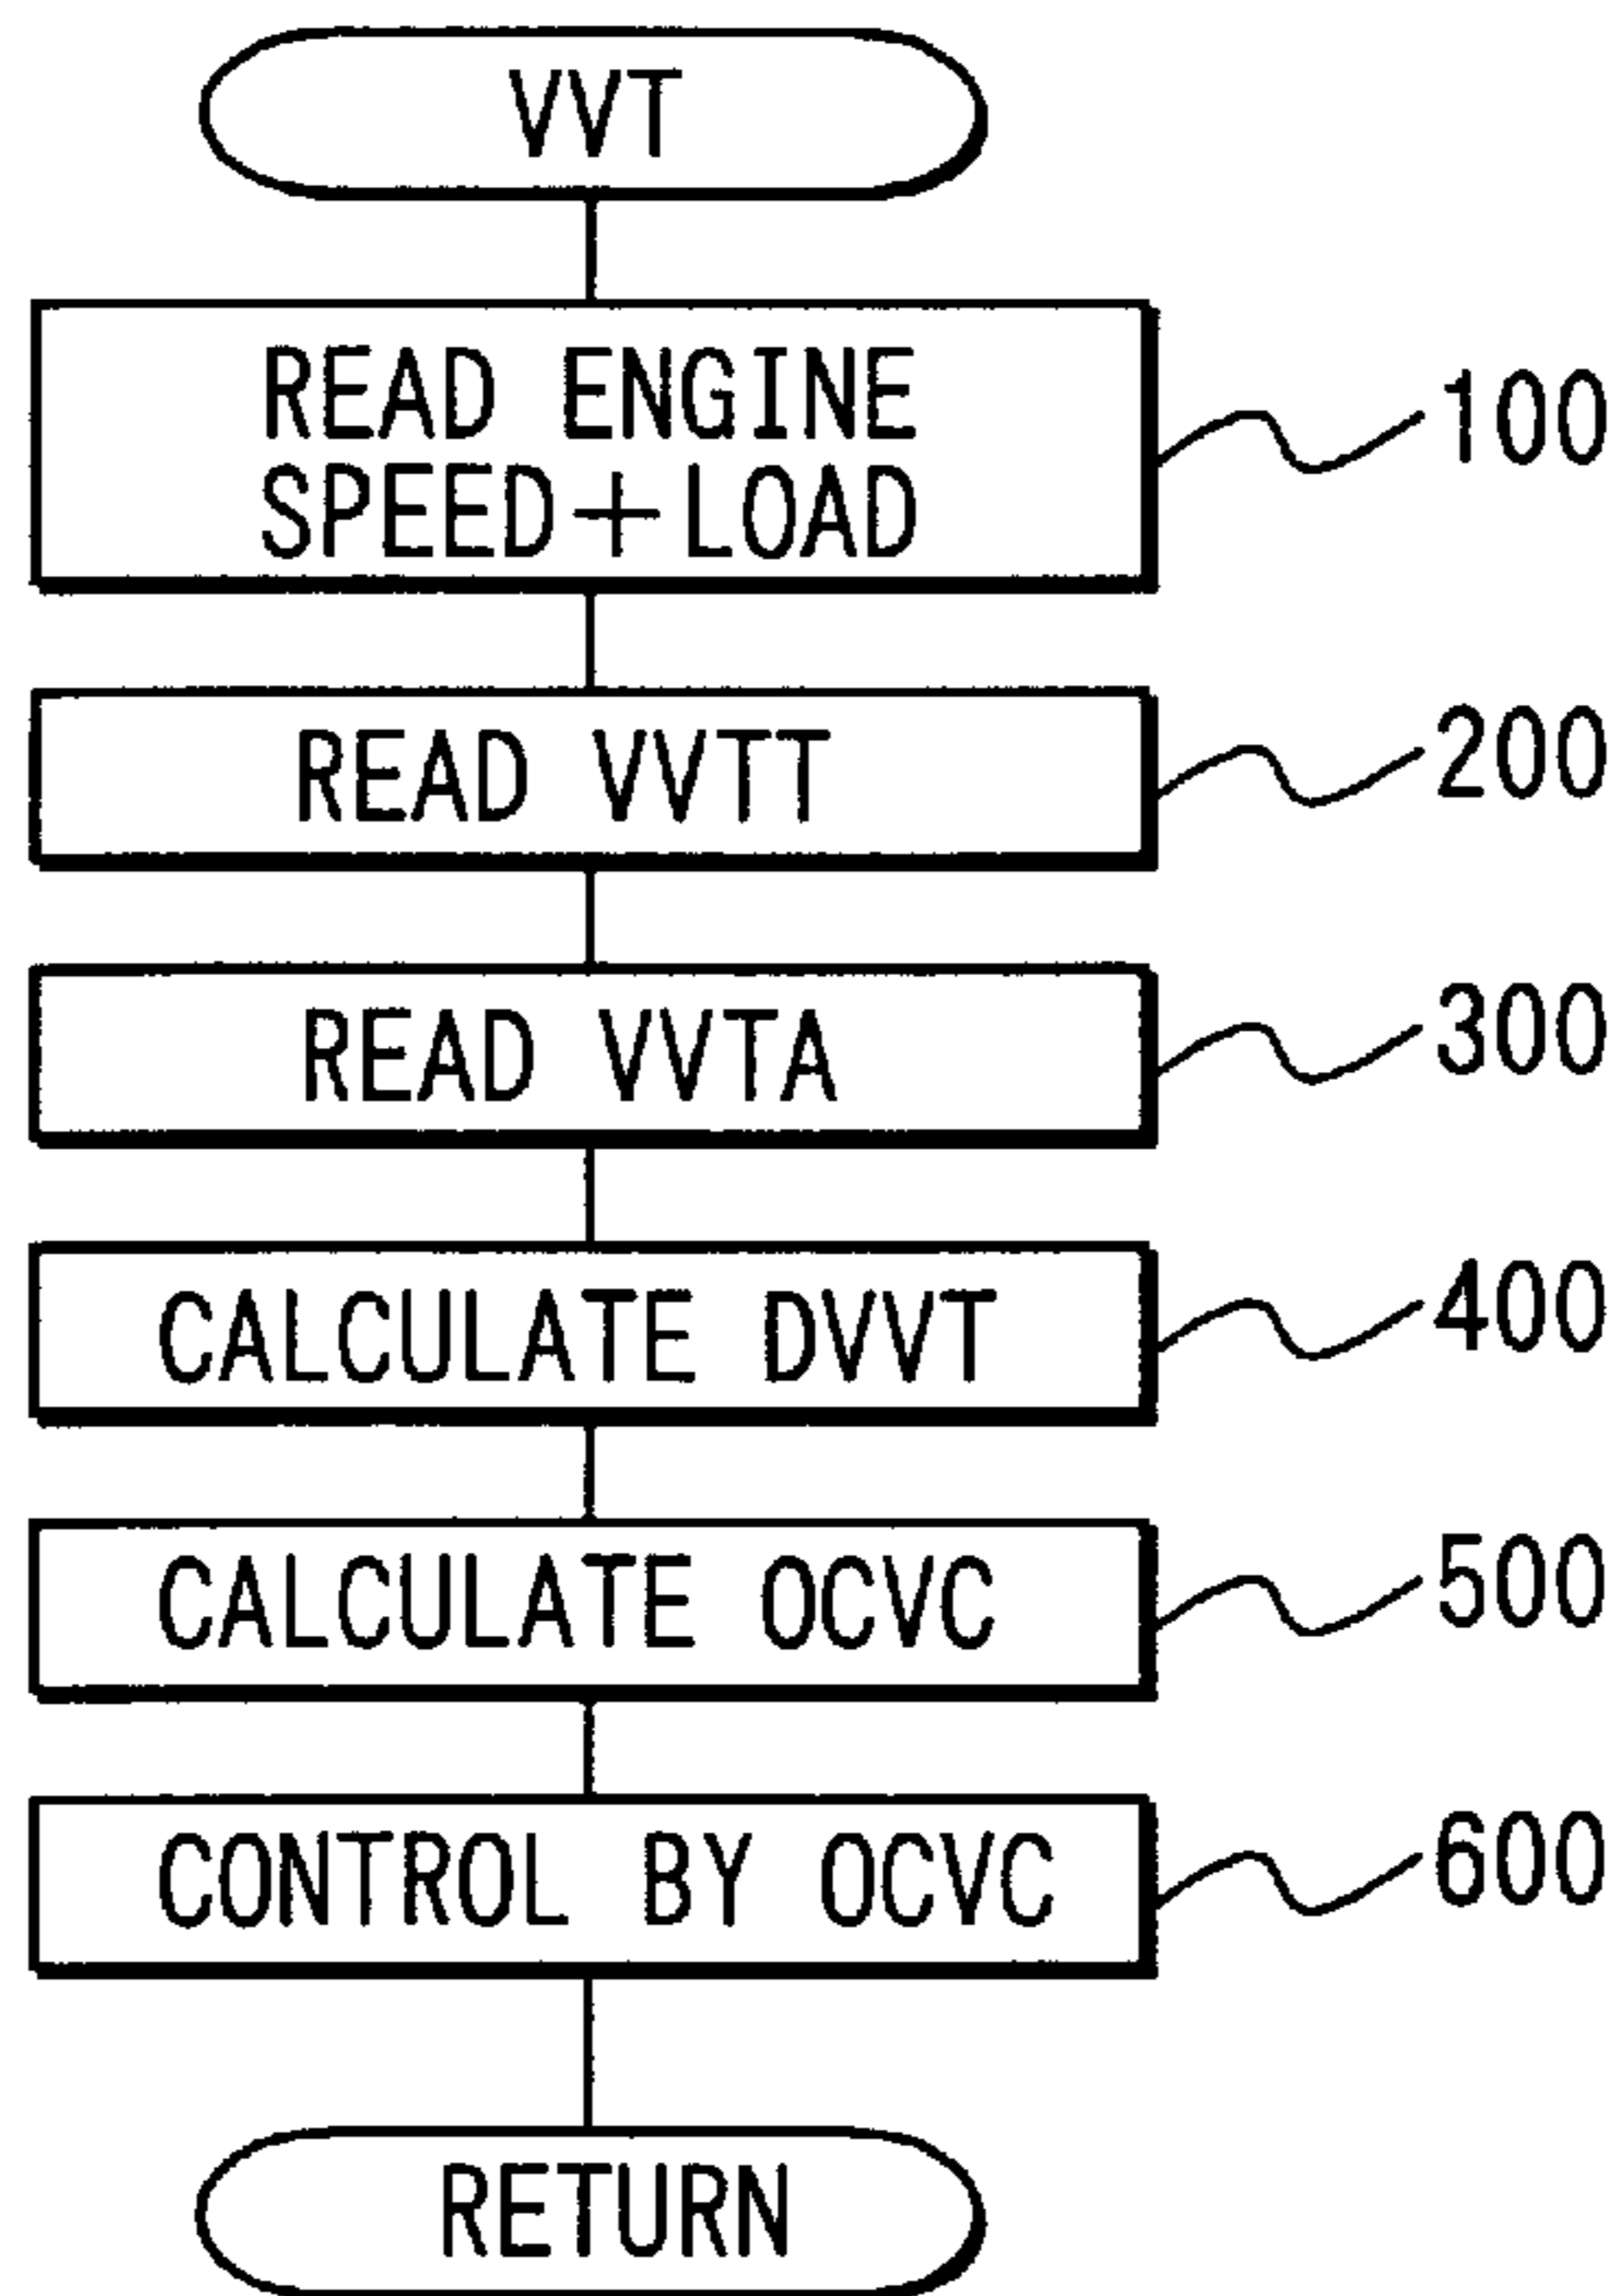 VVT
READ ENGINE
SPEED+LOAD
100
READ VVTT
200
READ VVTA
300
CALCULATE DVVT
400
CALCULATE OCVC
500
CONTROL BY OCVC
600
RETURN